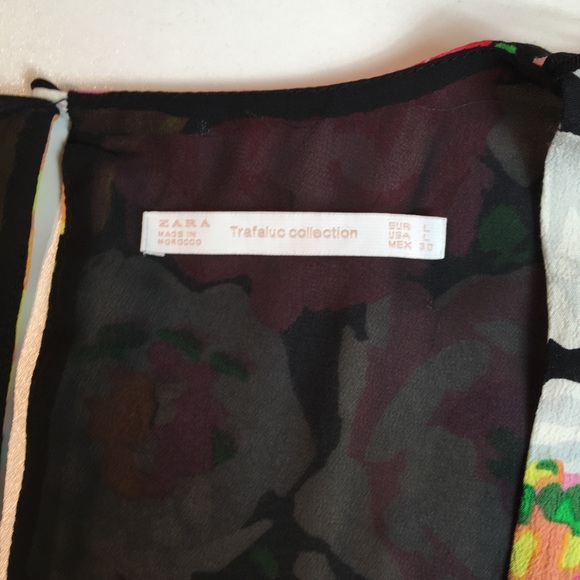 ZARA
MADE IN
MOROCCO
Trafaluc collection
EUR L
USA L
MEX 30